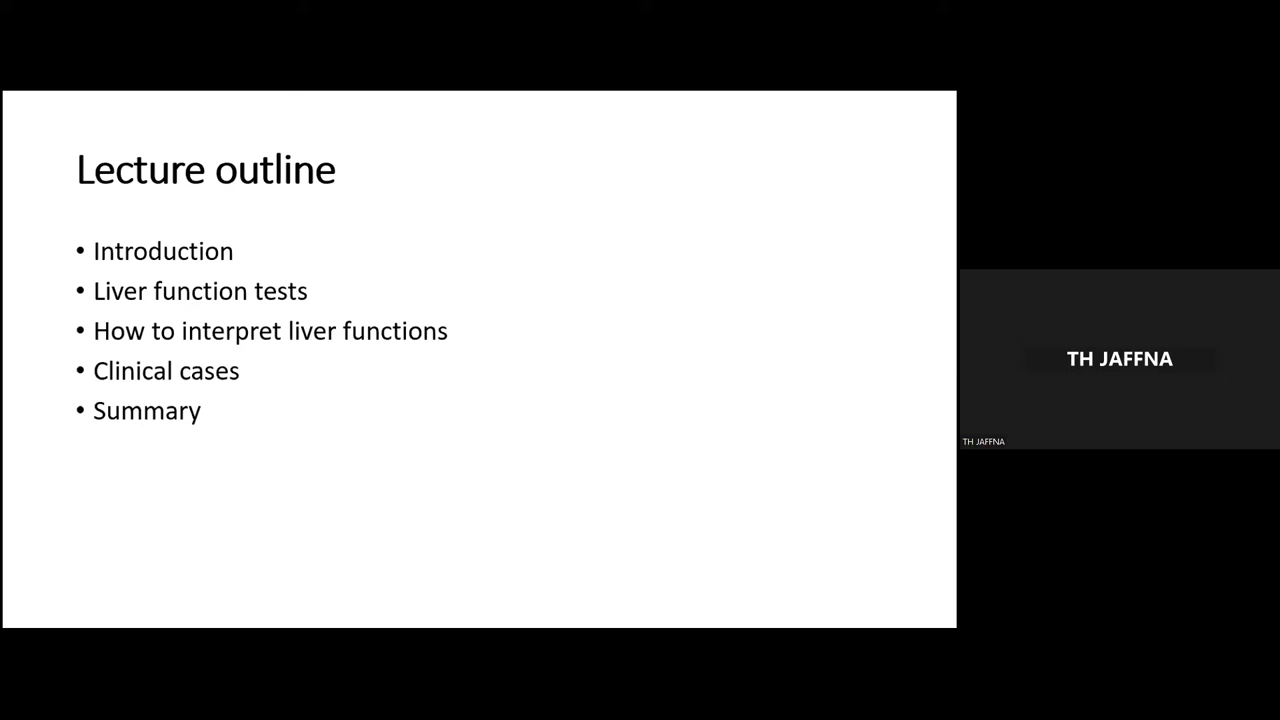 Lecture outline
• Introduction
• Liver function tests
• How to interpret liver functions
• Clinical cases
• Summary
TH JAFFNA
TH JAFFNA